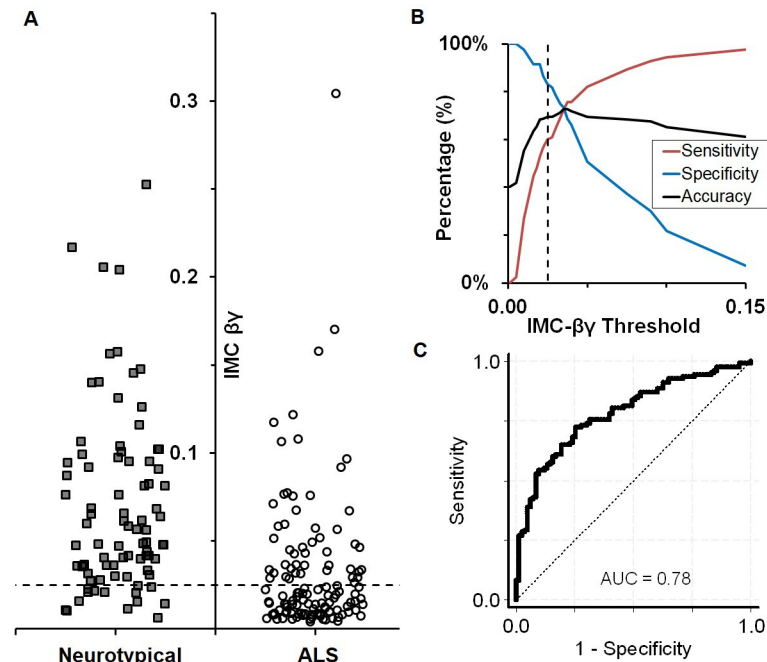 A
0.3
0.2
0.1
IMC βγ
Neurotypical
ALS
B
100%
0%
Percentage (%)
Sensitivity
Specificity
Accuracy
0.00
0.15
IMC-βγ Threshold
C
1.0
0.0
Sensitivity
AUC = 0.78
0.0
1.0
1 - Specificity